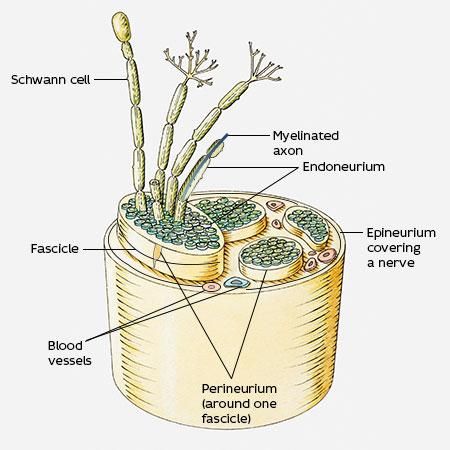 Schwann cell
Myelinated
axon
Endoneurium
Epineurium
covering
a nerve
Fascicle
Blood
vessels
Perineurium
(around one
fascicle)